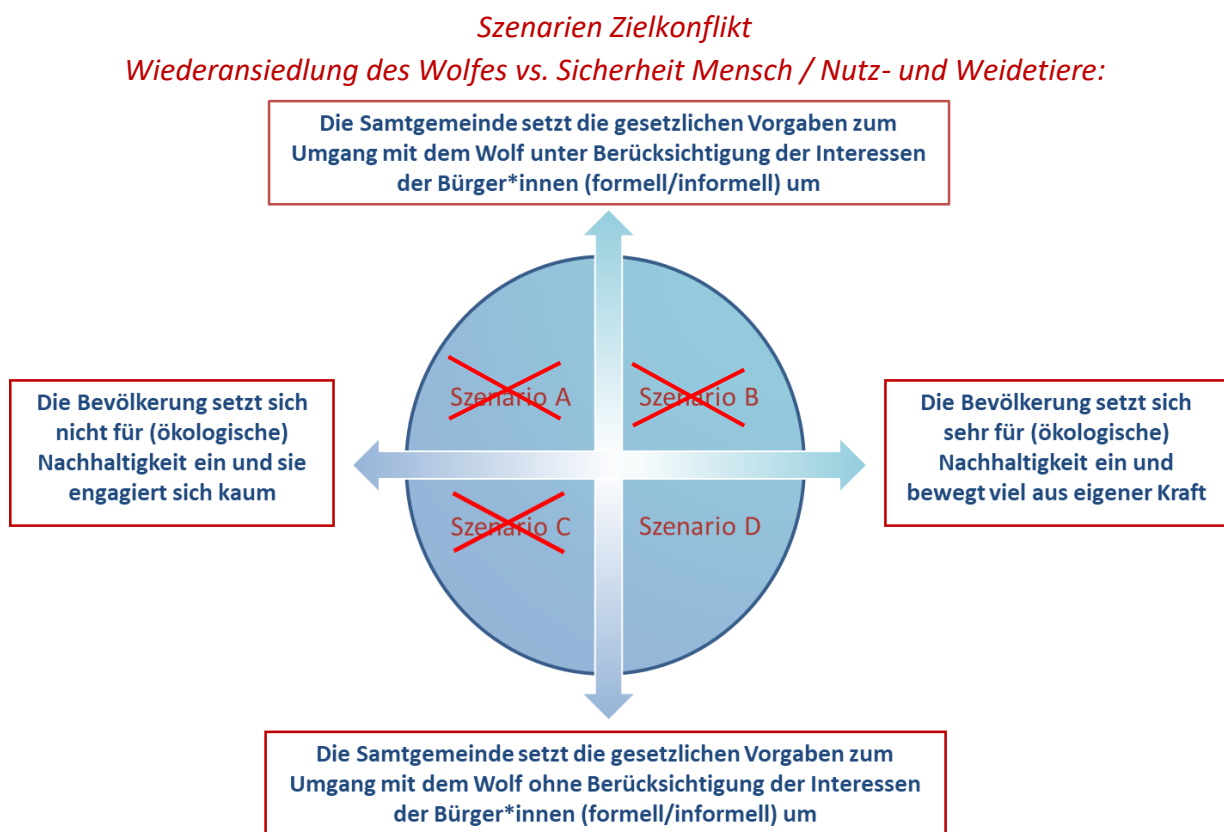 Szenarien Zielkonflikt
Wiederansiedlung des Wolfes vs. Sicherheit Mensch / Nutz- und Weidetiere:
Die Samtgemeinde setzt die gesetzlichen Vorgaben zum
Umgang mit dem Wolf unter Berücksichtigung der Interessen
der Bürger*innen (formell/informell) um
Szenario A
Szenario B
Die Bevölkerung setzt sich
nicht für (ökologische)
Nachhaltigkeit ein und sie
engagiert sich kaum
Die Bevölkerung setzt sich
sehr für (ökologische)
Nachhaltigkeit ein und
bewegt viel aus eigener Kraft
Szenario C
Szenario D
Die Samtgemeinde setzt die gesetzlichen Vorgaben zum
Umgang mit dem Wolf ohne Berücksichtigung der Interessen
der Bürger*innen (formell/informell) um